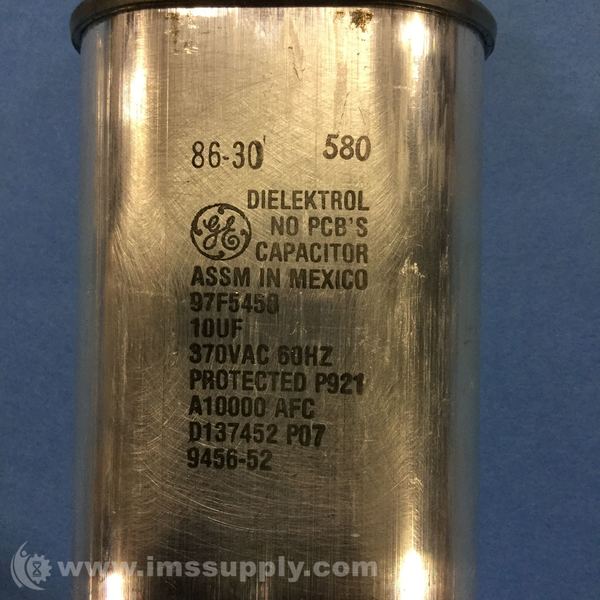 86-30 580
DIELEKTROL
GE NO PCB'S
CAPACITOR
ASSM IN MEXICO
97F5450
10UF
370VAC 60HZ
PROTECTED P921
A10000 AFC
D137452 P07
9456-52
www.imssupply.com